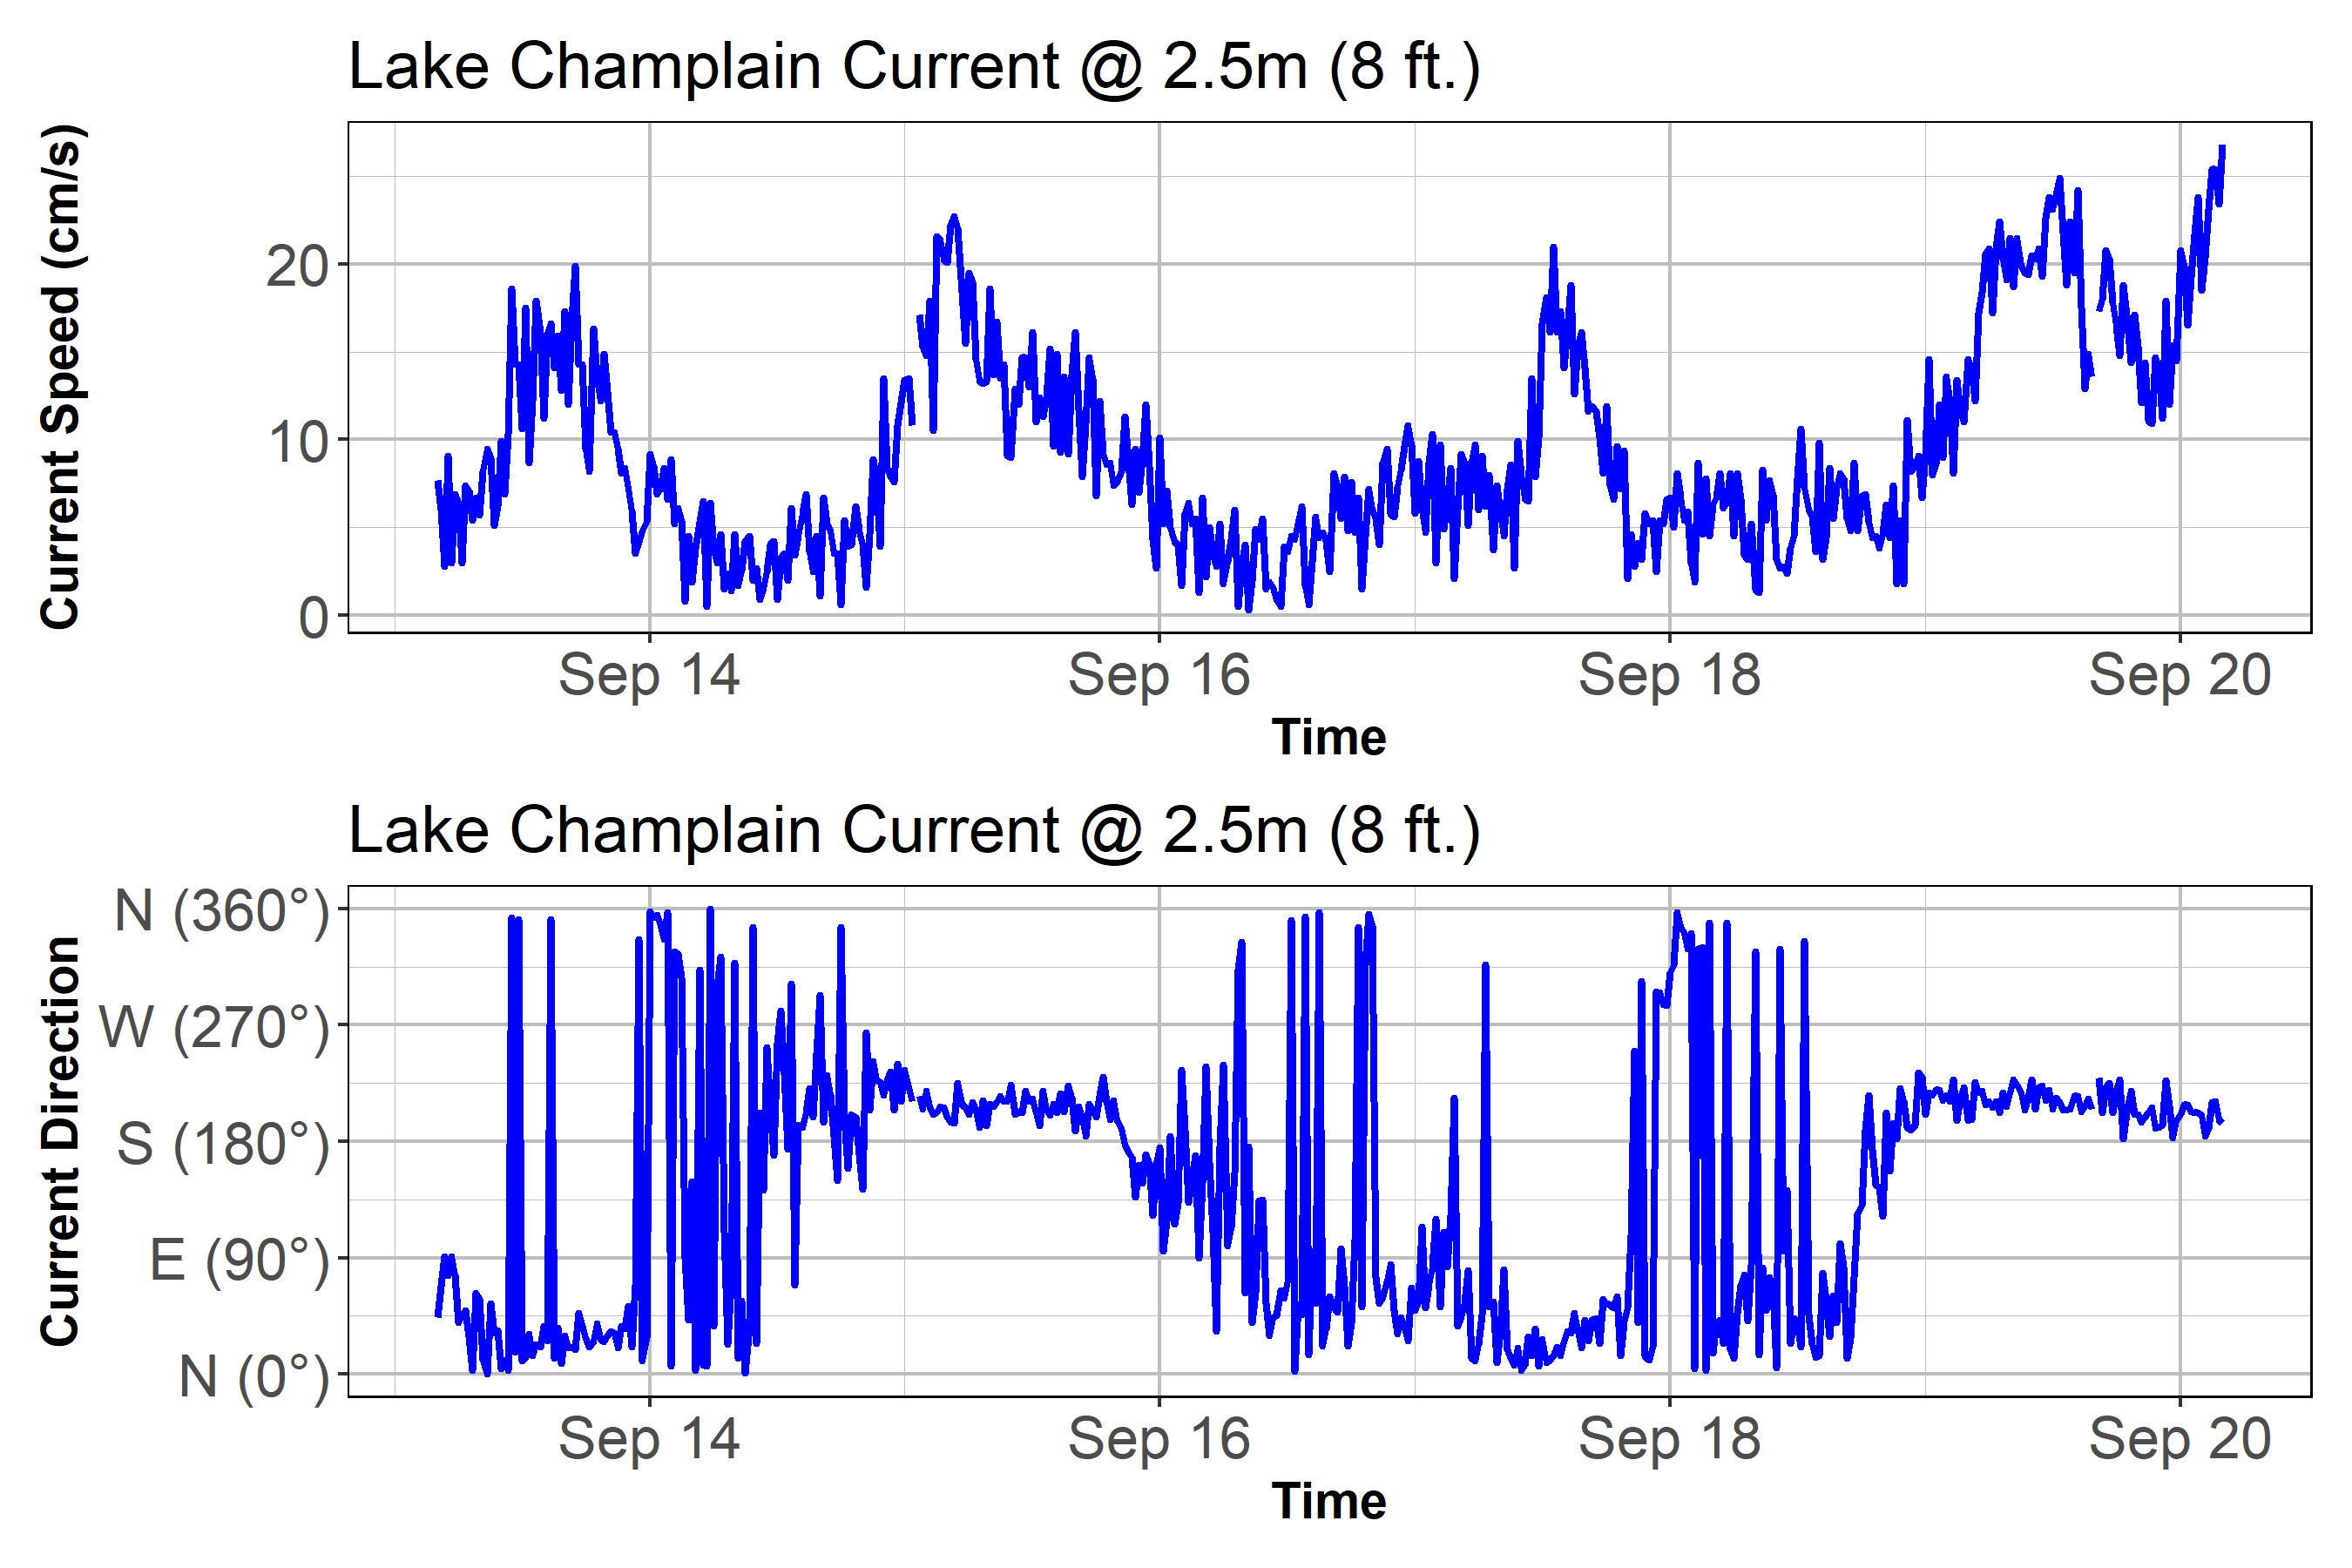 Lake Champlain Current @ 2.5m (8 ft.)
Current Speed (cm/s)
20
10
0
Sep 14 Sep 16 Sep 18 Sep 20
Time
Lake Champlain Current @ 2.5m (8 ft.)
Current Direction
N (360°)
W (270°)
S (180°)
E (90°)
N (0°)
Sep 14 Sep 16 Sep 18 Sep 20
Time